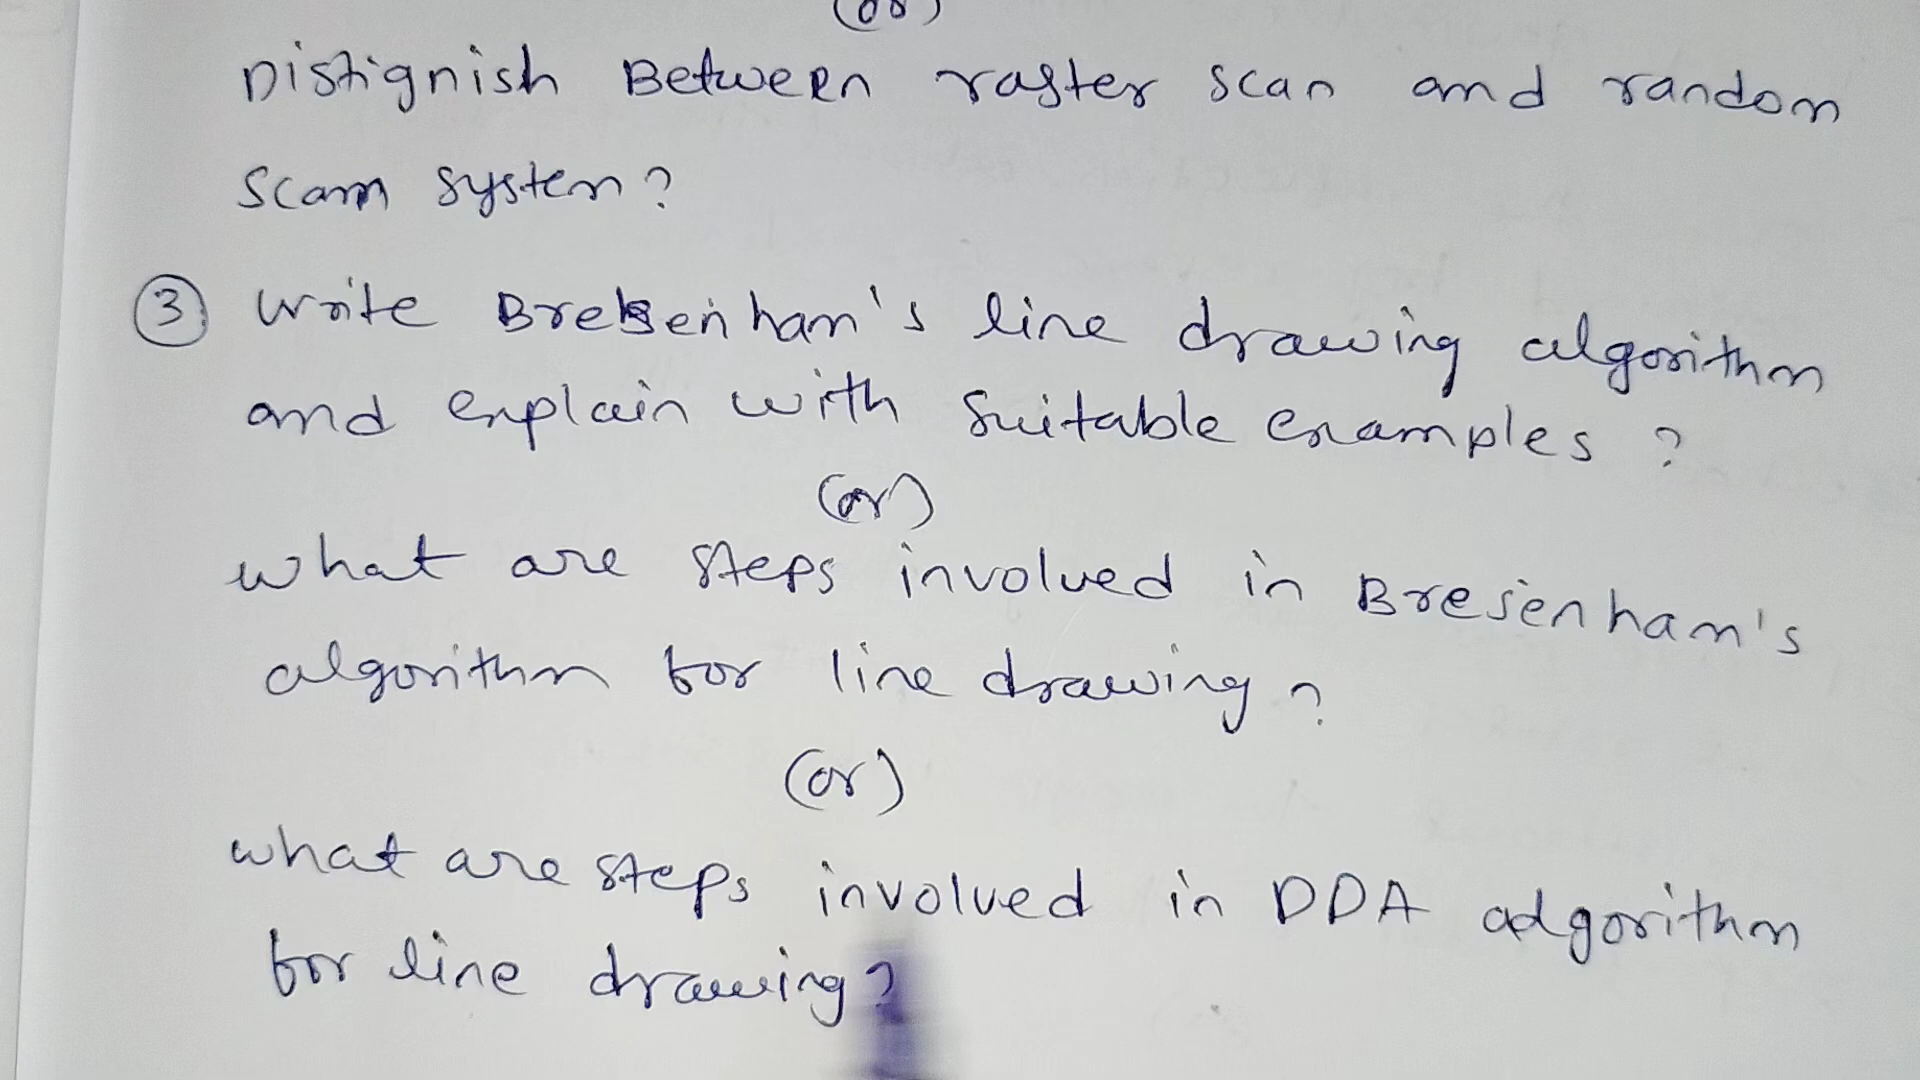 (or)
Distignish Between raster scan and random
scan system?
③ write Bresenham's line drawing algorithm
and explain with suitable examples?
(or)
what are steps involved in Bresenham's
algorithm for line drawing?
(or)
what are steps involved in DDA algorithm
for line drawing?